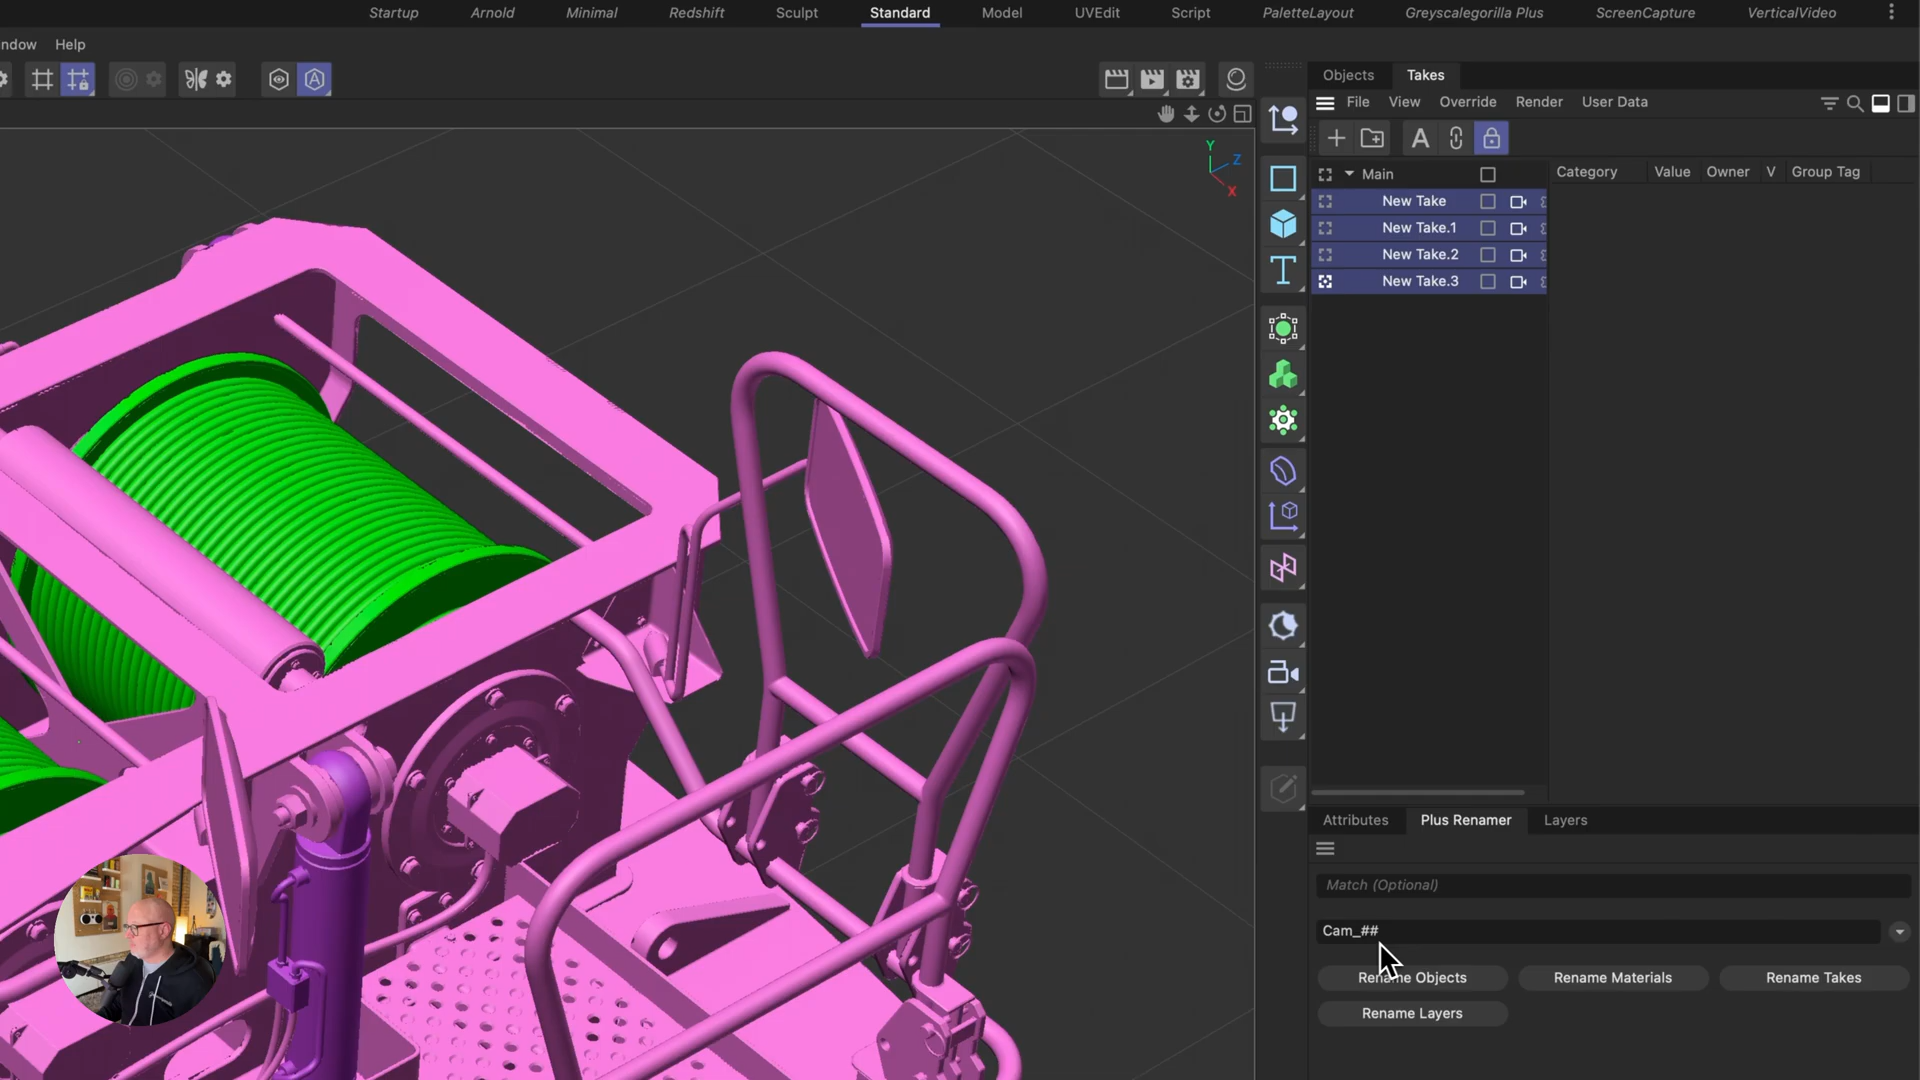 Startup Arnold Minimal Redshift Sculpt Standard Model UVEdit Script PaletteLayout Greyscalegorilla Plus ScreenCapture VerticalVideo
ndow Help
Objects Takes
File View Override Render User Data
A
Main
Category Value Owner V Group Tag
New Take
New Take.1
New Take.2
New Take.3
Y
Z
X
Attributes Plus Renamer Layers
Match (Optional)
Cam_##
Rename Objects Rename Materials Rename Takes
Rename Layers